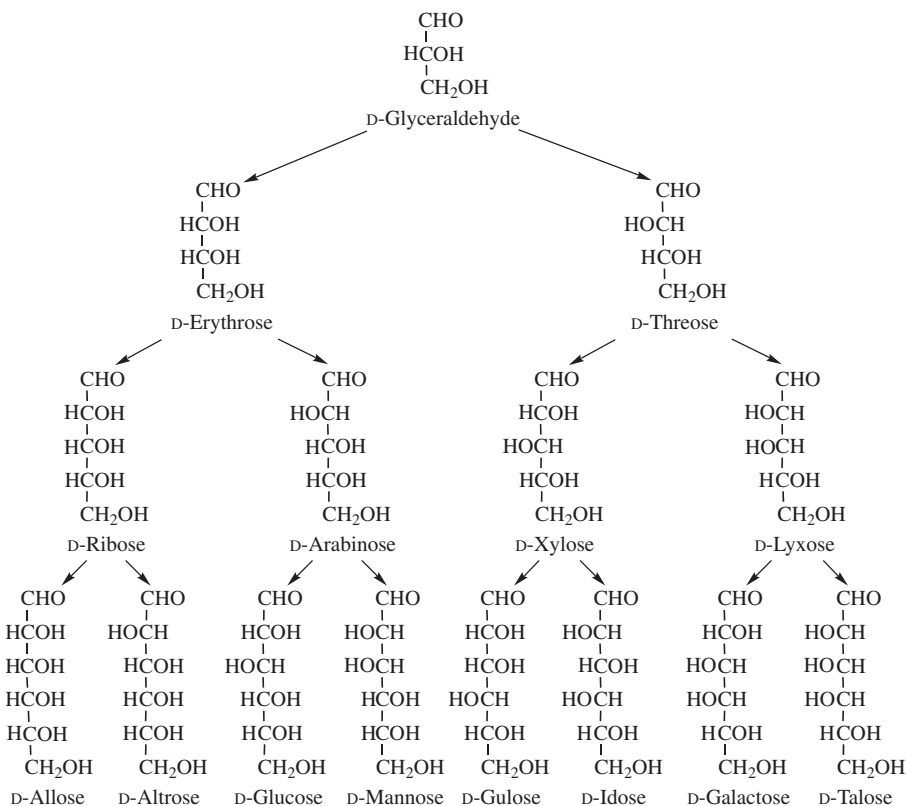 CHO
HCOH
CH₂OH
D-Glyceraldehyde
CHO CHO
HCOH HOCH
HCOH HCOH
CH₂OH CH₂OH
D-Erythrose D-Threose
CHO CHO CHO CHO
HCOH HOCH HCOH HOCH
HCOH HCOH HOCH HOCH
HCOH HCOH HCOH HCOH
CH₂OH CH₂OH CH₂OH CH₂OH
D-Ribose D-Arabinose D-Xylose D-Lyxose
CHO CHO CHO CHO CHO CHO CHO CHO
HCOH HOCH HCOH HOCH HCOH HOCH HCOH HOCH
HCOH HCOH HOCH HOCH HCOH HCOH HOCH HOCH
HCOH HCOH HCOH HCOH HOCH HOCH HOCH HOCH
HCOH HCOH HCOH HCOH HCOH HCOH HCOH HCOH
CH₂OH CH₂OH CH₂OH CH₂OH CH₂OH CH₂OH CH₂OH CH₂OH
D-Allose D-Altrose D-Glucose D-Mannose D-Gulose D-Idose D-Galactose D-Talose